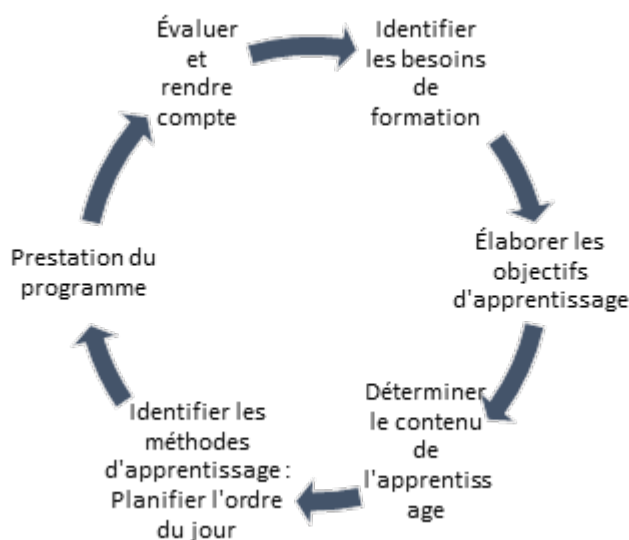 Évaluer
et
rendre
compte
Identifier
les besoins
de
formation
Élaborer les
objectifs
d'apprentissage
Déterminer
le contenu
de
l'apprentiss
age
Identifier les
méthodes
d'apprentissage :
Planifier l'ordre
du jour
Prestation du
programme